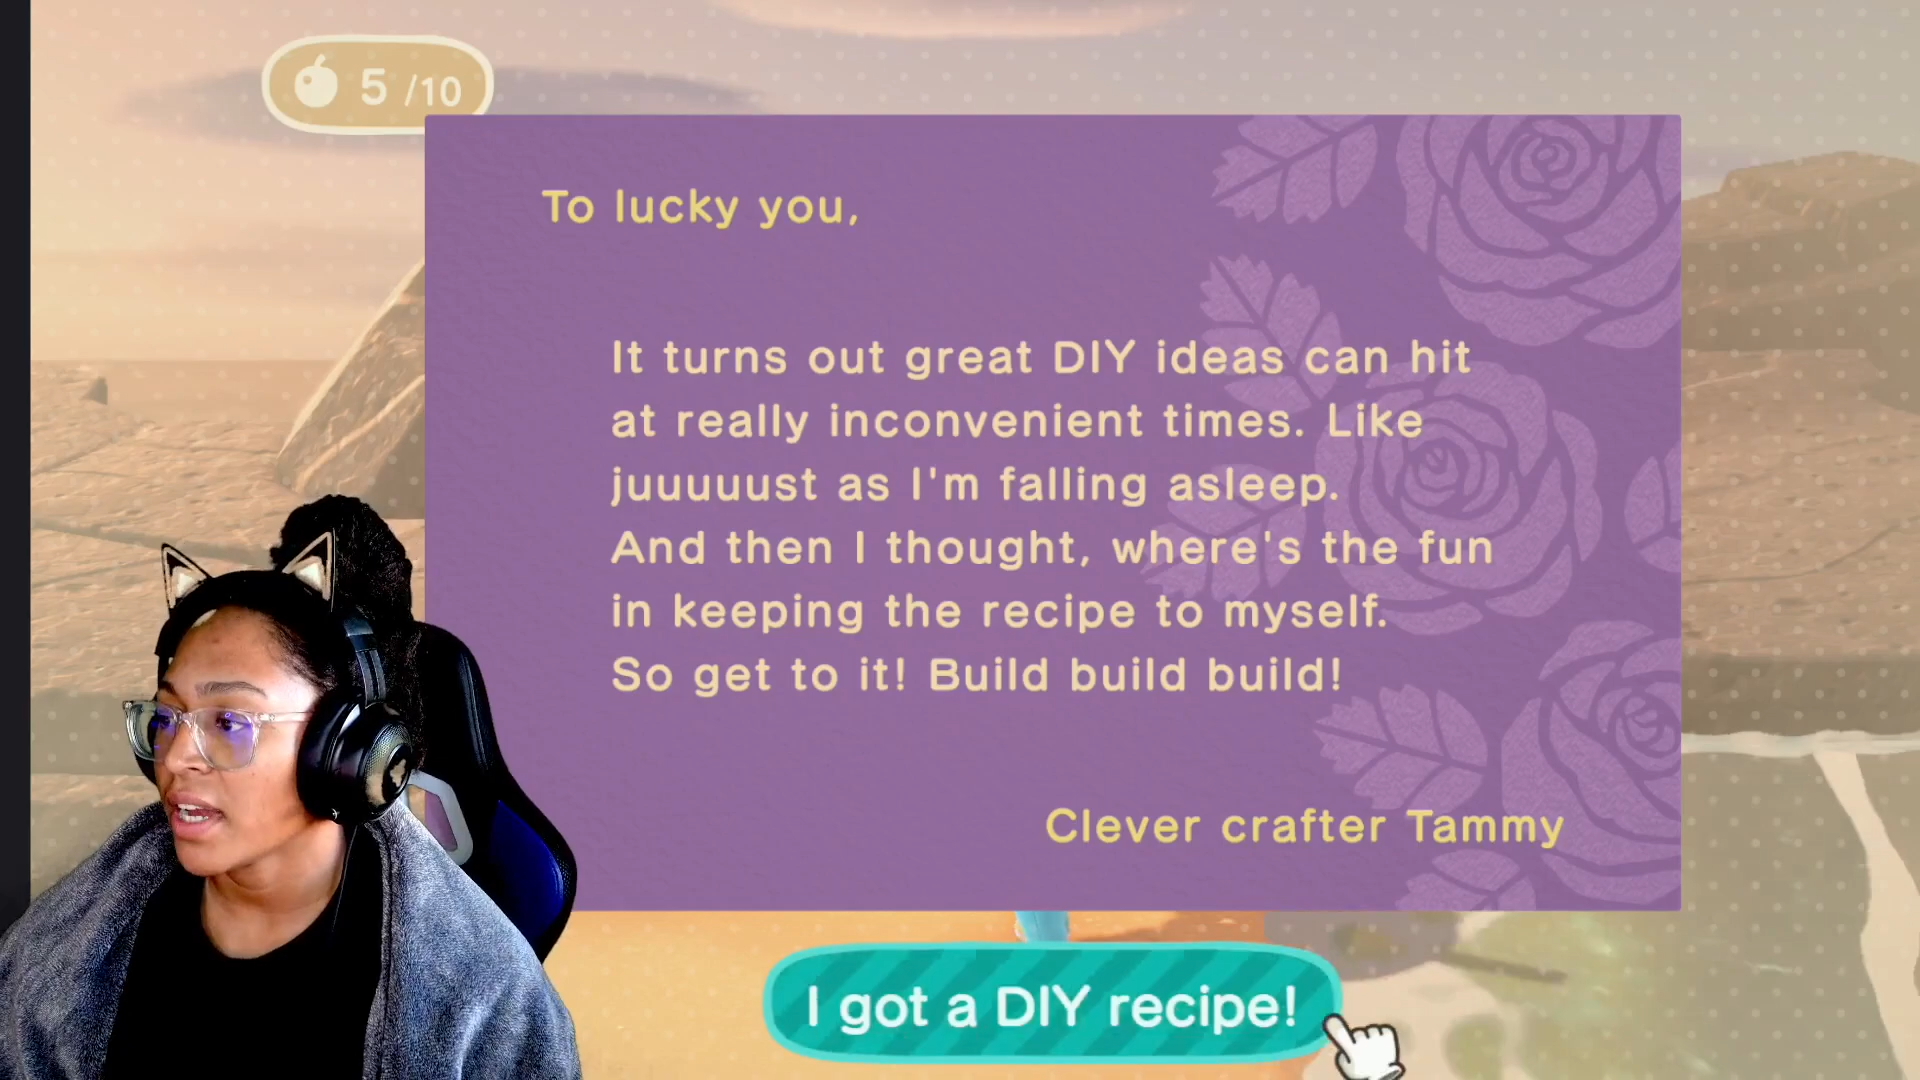 5 /10
To lucky you,
It turns out great DIY ideas can hit
at really inconvenient times. Like
juuuuust as I'm falling asleep.
And then I thought, where's the fun
in keeping the recipe to myself.
So get to it! Build build build!
Clever crafter Tammy
I got a DIY recipe!